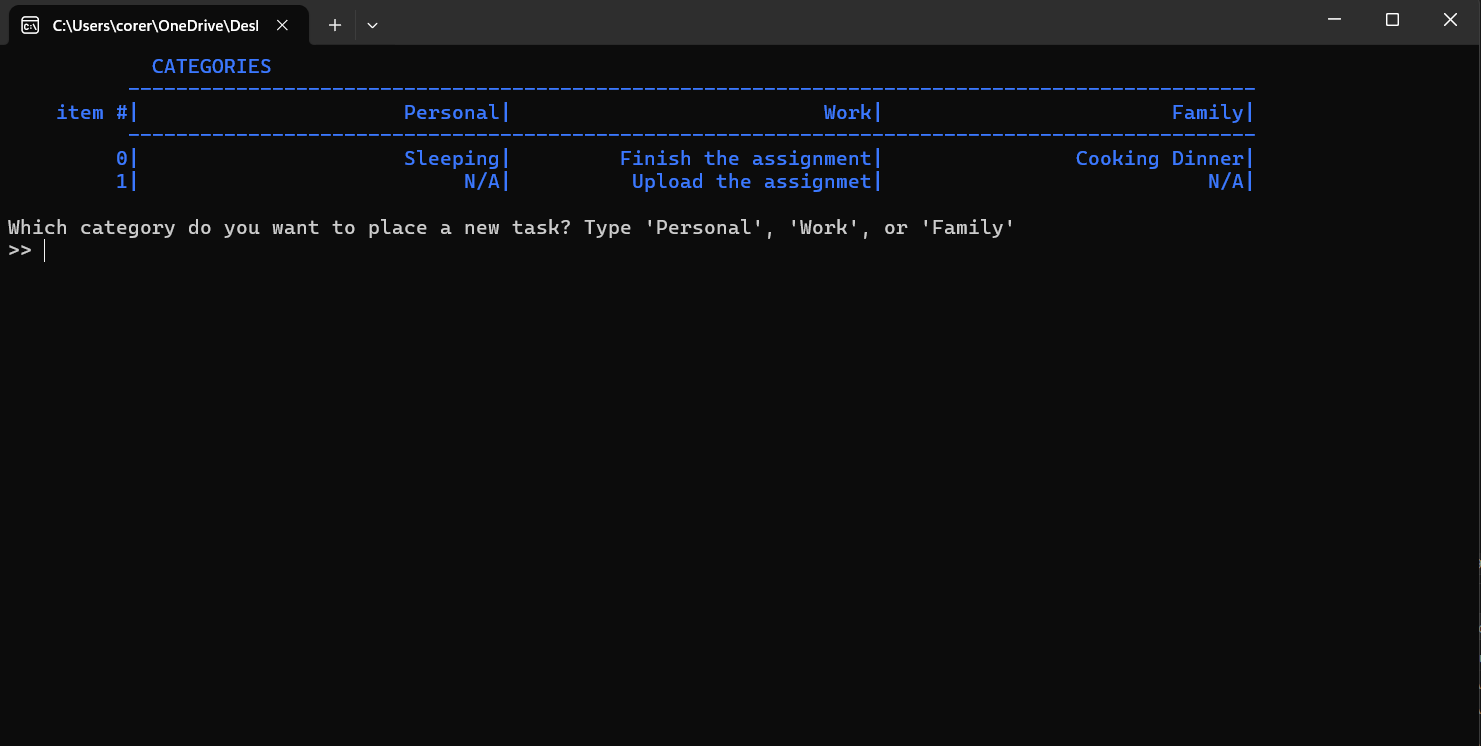 C:\Users\corer\OneDrive\Desl
CATEGORIES
item #| Personal| Work| Family|
0| Sleeping| Finish the assignment| Cooking Dinner|
1| N/A| Upload the assignmet| N/A|
Which category do you want to place a new task? Type 'Personal', 'Work', or 'Family'
>>